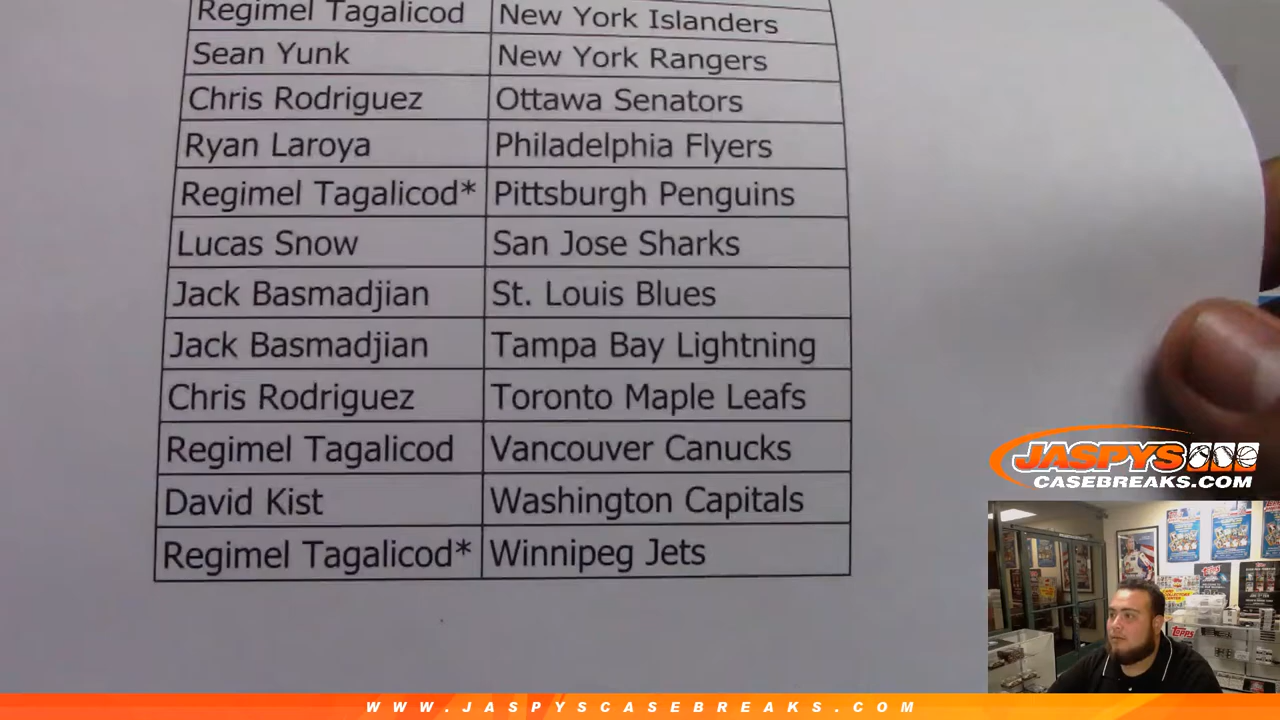 Regimel Tagalicod New York Islanders
Sean Yunk New York Rangers
Chris Rodriguez Ottawa Senators
Ryan Laroya Philadelphia Flyers
Regimel Tagalicod* Pittsburgh Penguins
Lucas Snow San Jose Sharks
Jack Basmadjian St. Louis Blues
Jack Basmadjian Tampa Bay Lightning
Chris Rodriguez Toronto Maple Leafs
Regimel Tagalicod Vancouver Canucks
David Kist Washington Capitals
Regimel Tagalicod* Winnipeg Jets
JASPYS
CASEBREAKS.COM
TOPPS
WWW.JASPYSCASEBREAKS.COM